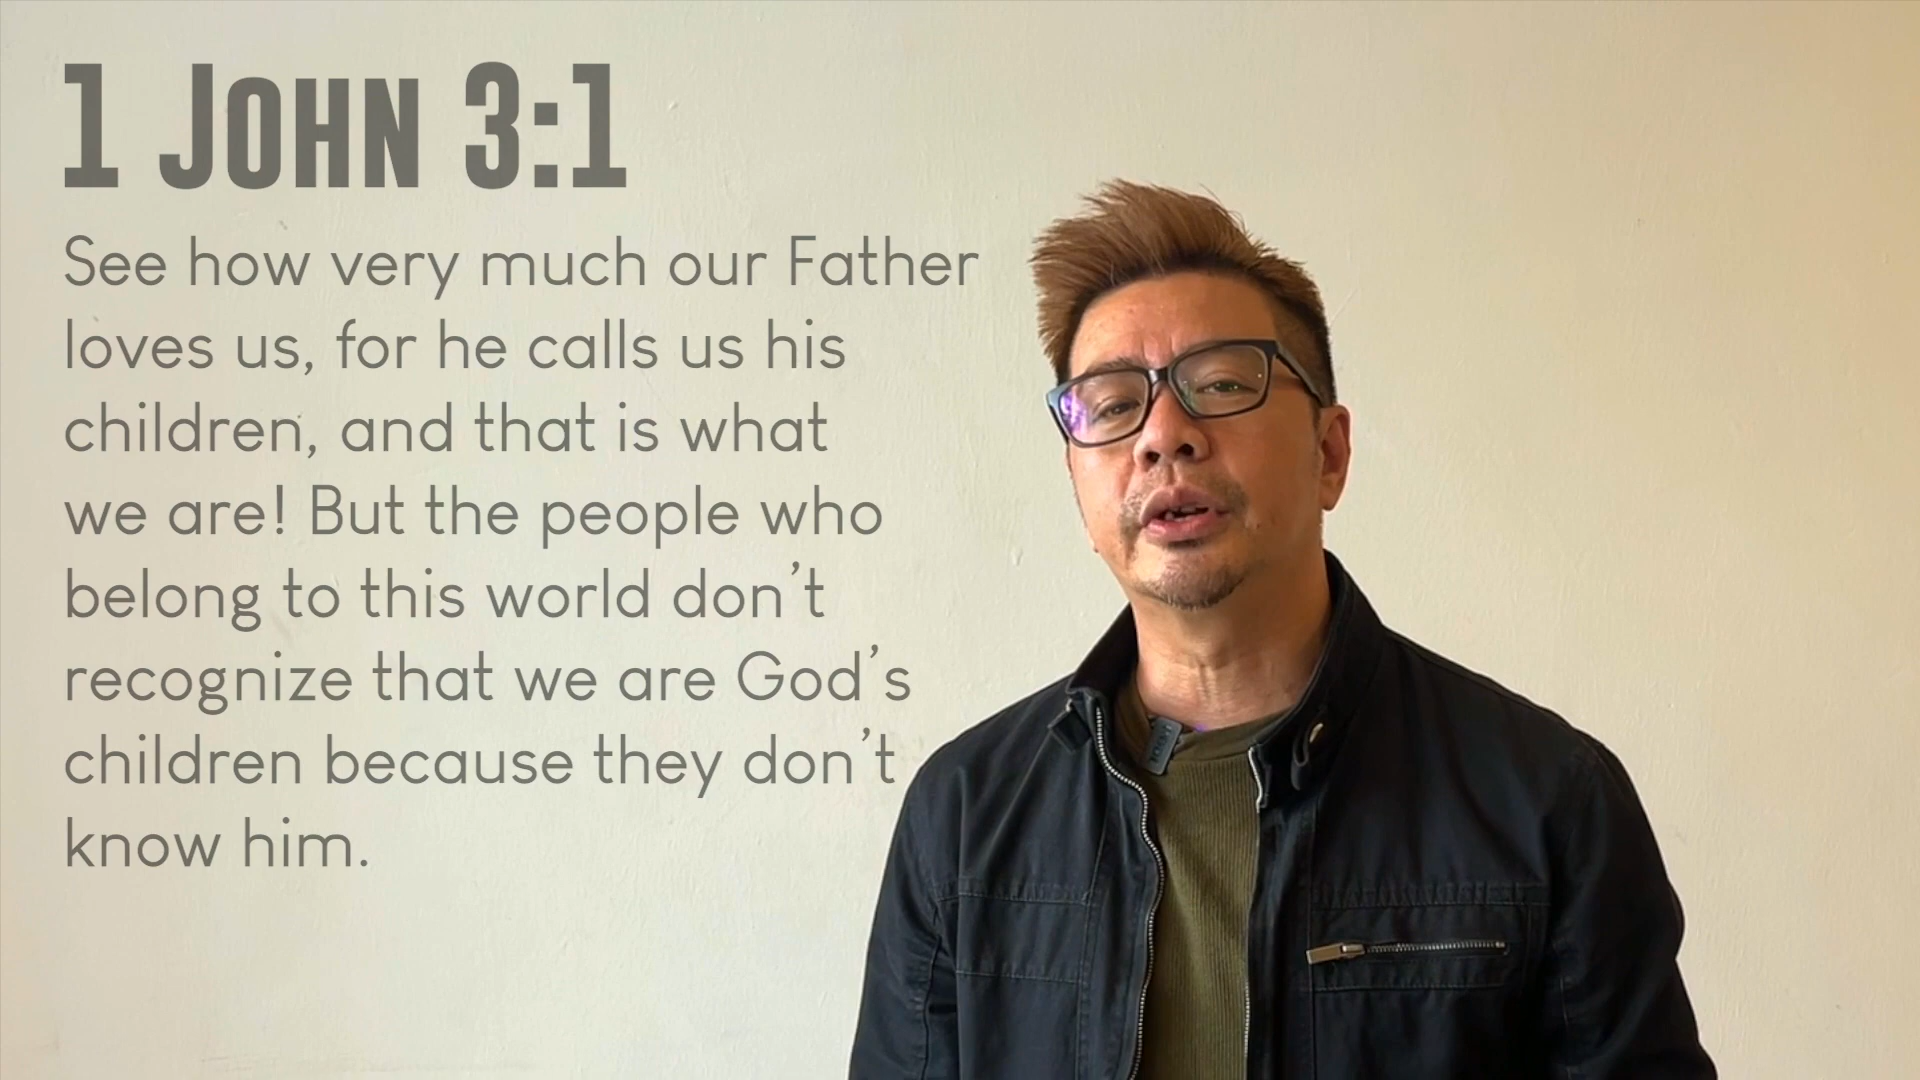 1 John 3:1
See how very much our Father
loves us, for he calls us his
children, and that is what
we are! But the people who
belong to this world don’t
recognize that we are God’s
children because they don’t
know him.